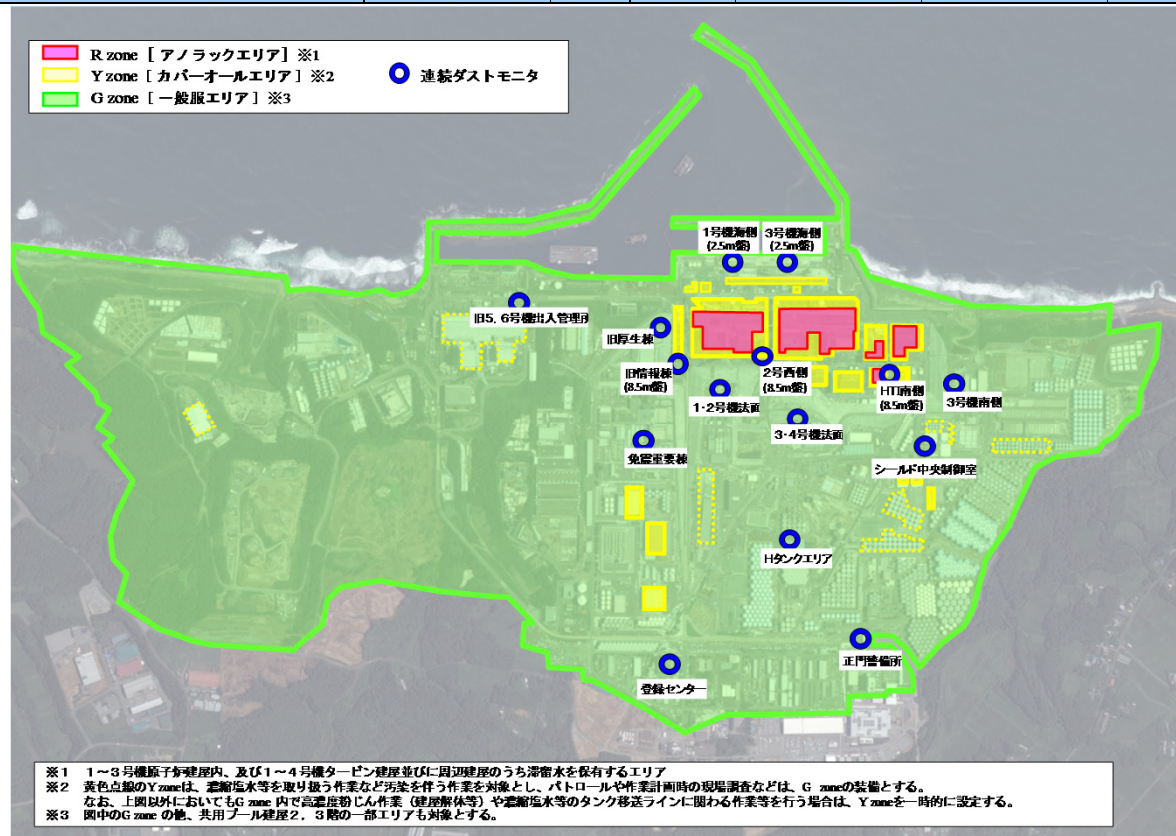 R zone [ アノラックエリア] ※1
Y zone [ カバーオールエリア] ※2
G zone [ 一般服エリア] ※3
連続ダストモニタ
1号機海側
(2.5m盤)
3号機海側
(2.5m盤)
旧5, 6号機出入管理所
旧厚生棟
旧情報棟
(8.5m盤)
2号西側
(8.5m盤)
1・2号機法面
HTI南側
(8.5m盤)
3号機南側
3・4号機法面
免震重要棟
シールド中央制御室
Hタンクエリア
正門警備所
登録センター
※1 1～3号機原子炉建屋内、及び1～4号機タービン建屋並びに周辺建屋のうち滞留水を保有するエリア
※2 黄色点線のY zoneは、濃縮塩水等を取り扱う作業など汚染を伴う作業を対象とし、パトロールや作業計画時の現場調査などは、G zoneの装備とする。
なお、上図以外においてもG zone 内で高濃度粉じん作業（建屋解体等）や濃縮塩水等のタンク移送ラインに関わる作業等を行う場合は、Y zoneを一時的に設定する。
※3 図中のG zone の他、共用プール建屋2．3階の一部エリアも対象とする。